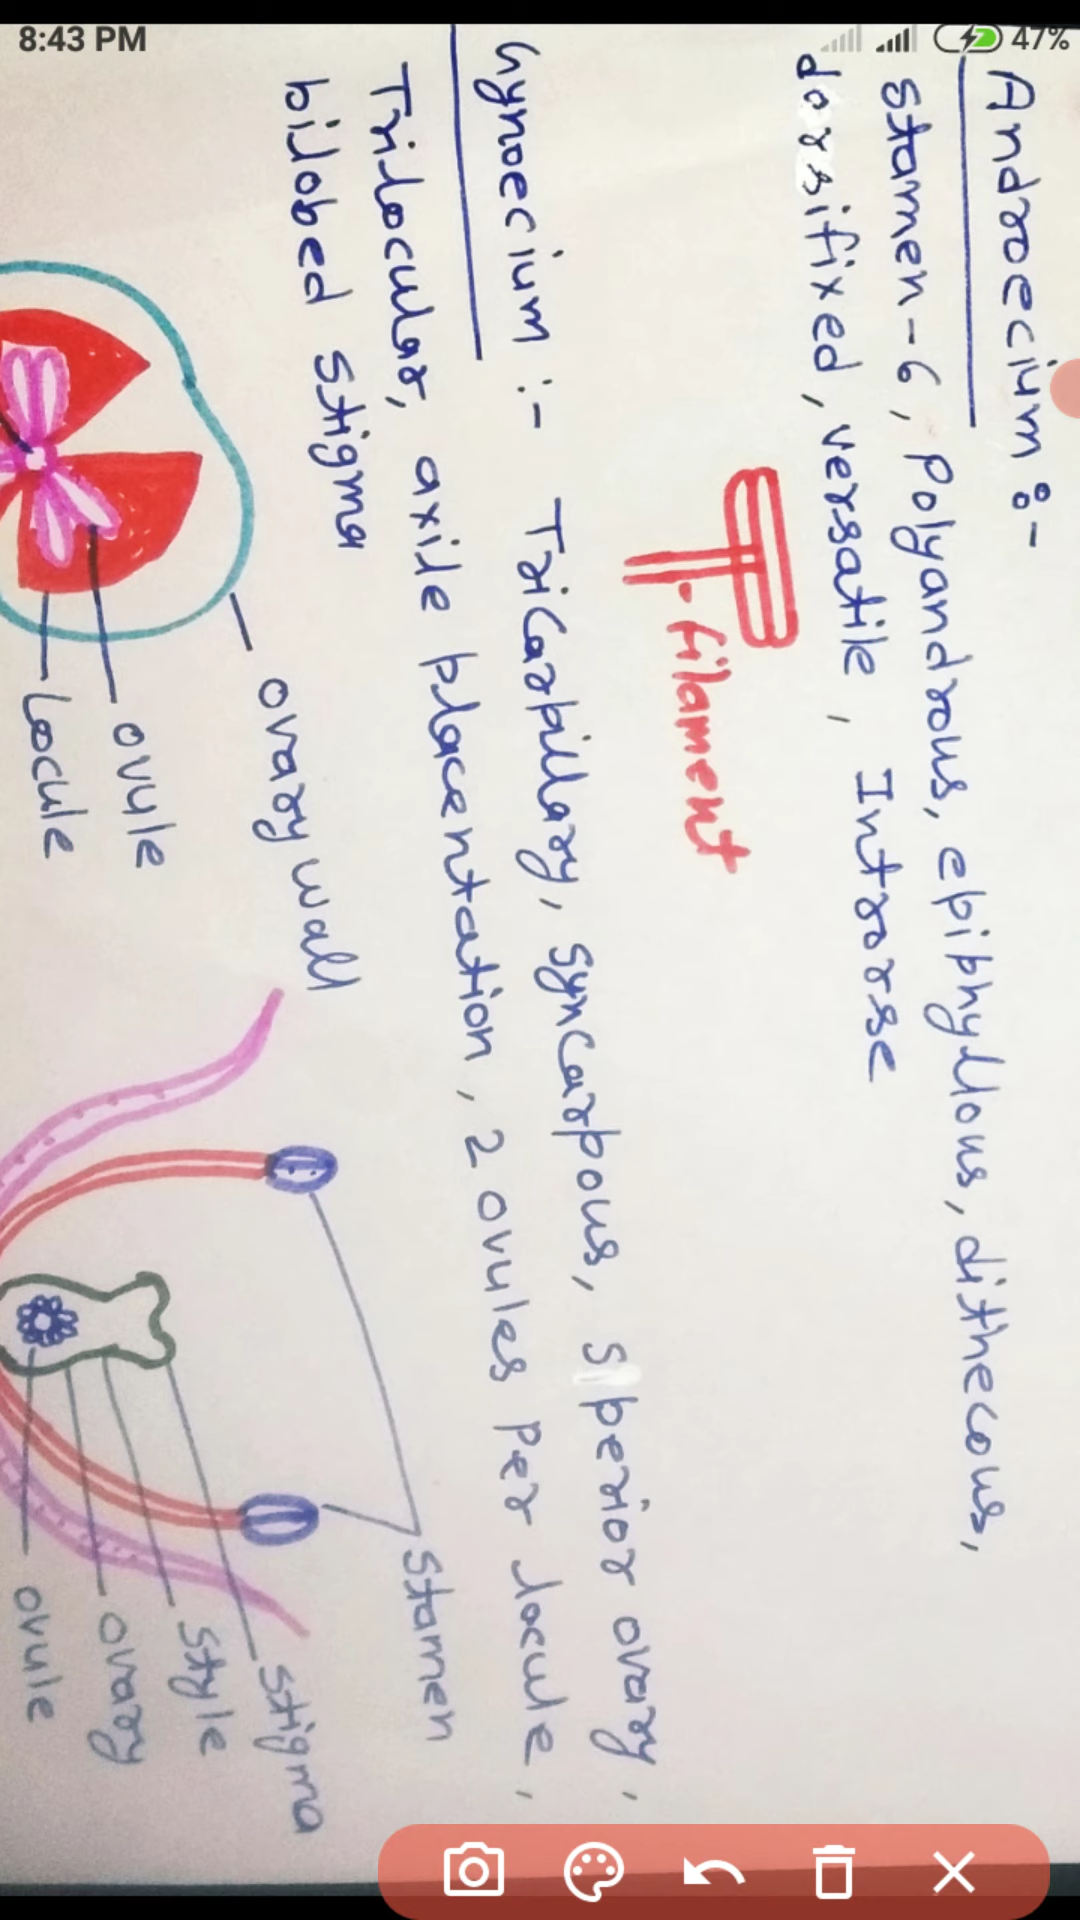 8:43 PM
47%
Androecium :-
Stamen-6, Polyandrous, epiphyllous, dithecous,
dorsifixed, versatile, Introrse
filament
Gynoecium :- Tricarpillary, Syncarpous, Sperior ovary,
Trilocular, axile placentation, 2 ovules Per locule,
bilobed stigma
ovary wall
ovule
Locule
Stamen
Stigma
Style
ovary
ovule